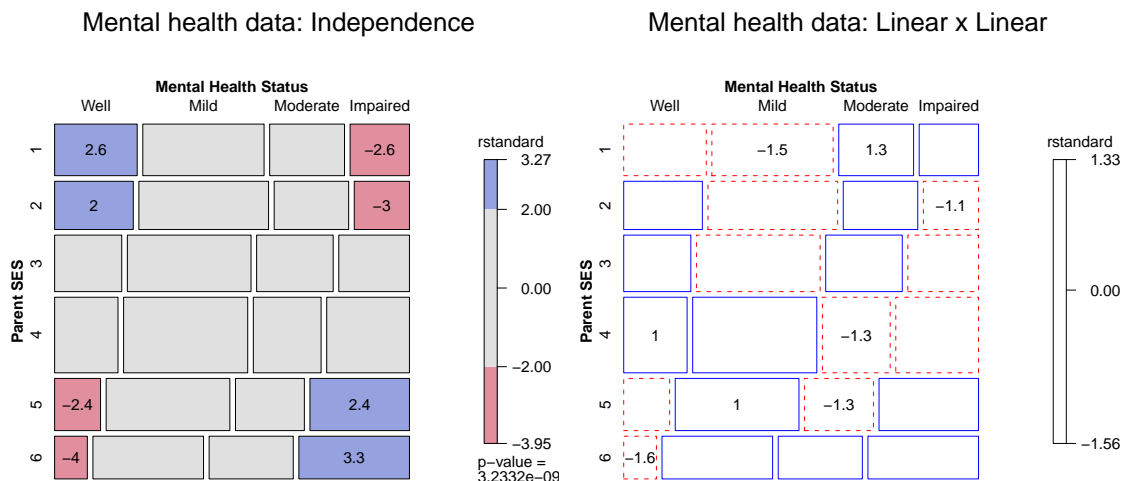 Mental health data: Independence
Mental Health Status
Well Mild Moderate Impaired
Parent SES
1 2.6 −2.6
2 2 −3
3
4
5 −2.4 2.4
6 −4 3.3
rstandard
3.27
2.00
0.00
−2.00
−3.95
p−value =
3.2332e−09
Mental health data: Linear x Linear
Mental Health Status
Well Mild Moderate Impaired
Parent SES
1 −1.5 1.3
2 −1.1
3
4 1 −1.3
5 1 −1.3
6 −1.6
rstandard
1.33
0.00
−1.56